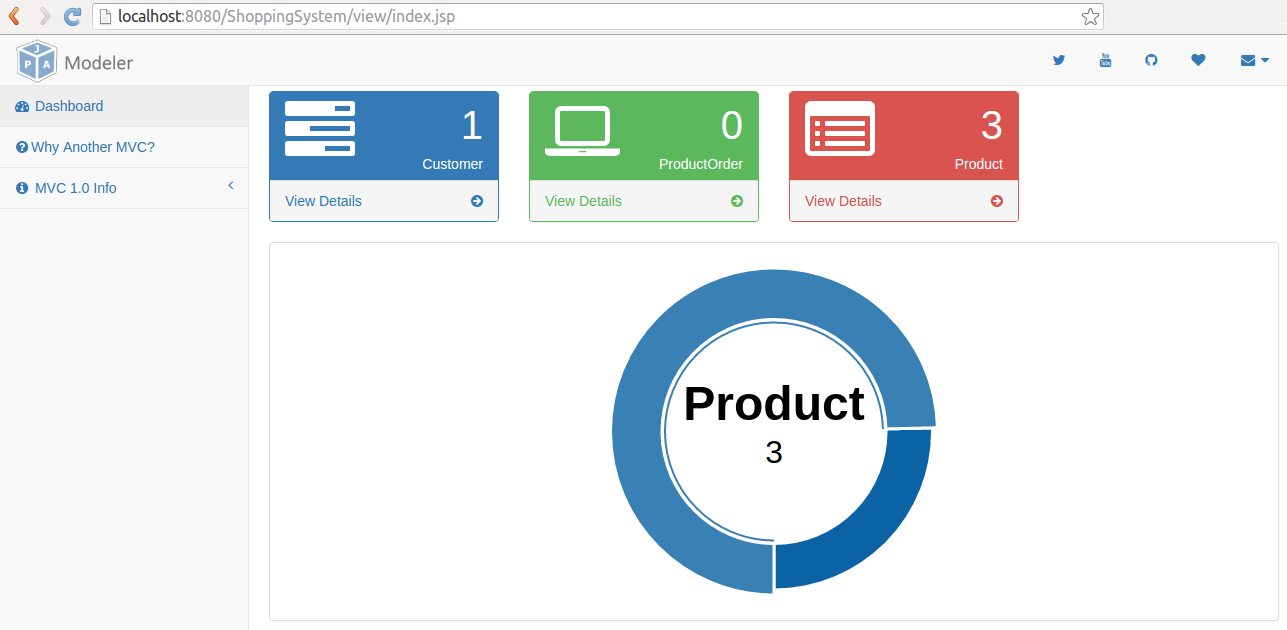 localhost:8080/ShoppingSystem/view/index.jsp
J
P A
Modeler
Dashboard
Why Another MVC?
MVC 1.0 Info
1
Customer
View Details
0
ProductOrder
View Details
3
Product
View Details
Product
3